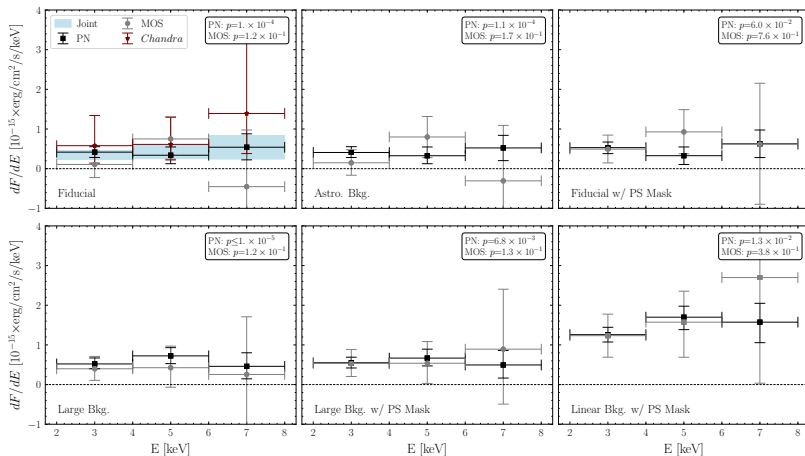 Joint
PN
MOS
Chandra
PN: p=1. × 10⁻⁴
MOS: p=1.2 × 10⁻¹
Fiducial
PN: p=1.1 × 10⁻⁴
MOS: p=1.7 × 10⁻¹
Astro. Bkg.
PN: p=6.0 × 10⁻²
MOS: p=7.6 × 10⁻¹
Fiducial w/ PS Mask
dF/dE [10⁻¹⁵×erg/cm²/s/keV]
4
3
2
1
0
−1
PN: p≤1. × 10⁻⁵
MOS: p=1.2 × 10⁻¹
Large Bkg.
PN: p=6.8 × 10⁻³
MOS: p=1.3 × 10⁻¹
Large Bkg. w/ PS Mask
PN: p=1.3 × 10⁻²
MOS: p=3.8 × 10⁻¹
Linear Bkg. w/ PS Mask
dF/dE [10⁻¹⁵×erg/cm²/s/keV]
4
3
2
1
0
−1
2 3 4 5 6 7 8
2 3 4 5 6 7 8
2 3 4 5 6 7 8
E [keV]
E [keV]
E [keV]